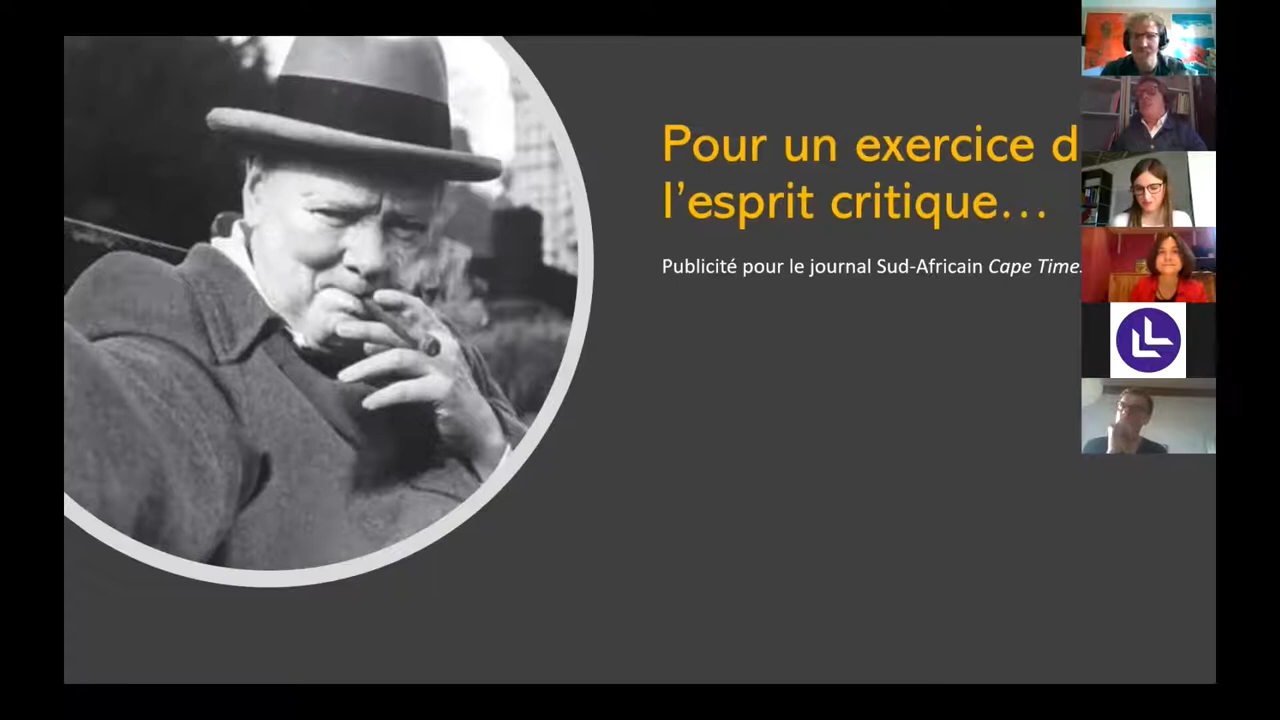 Pour un exercice d
l’esprit critique…
Publicité pour le journal Sud-Africain Cape Time